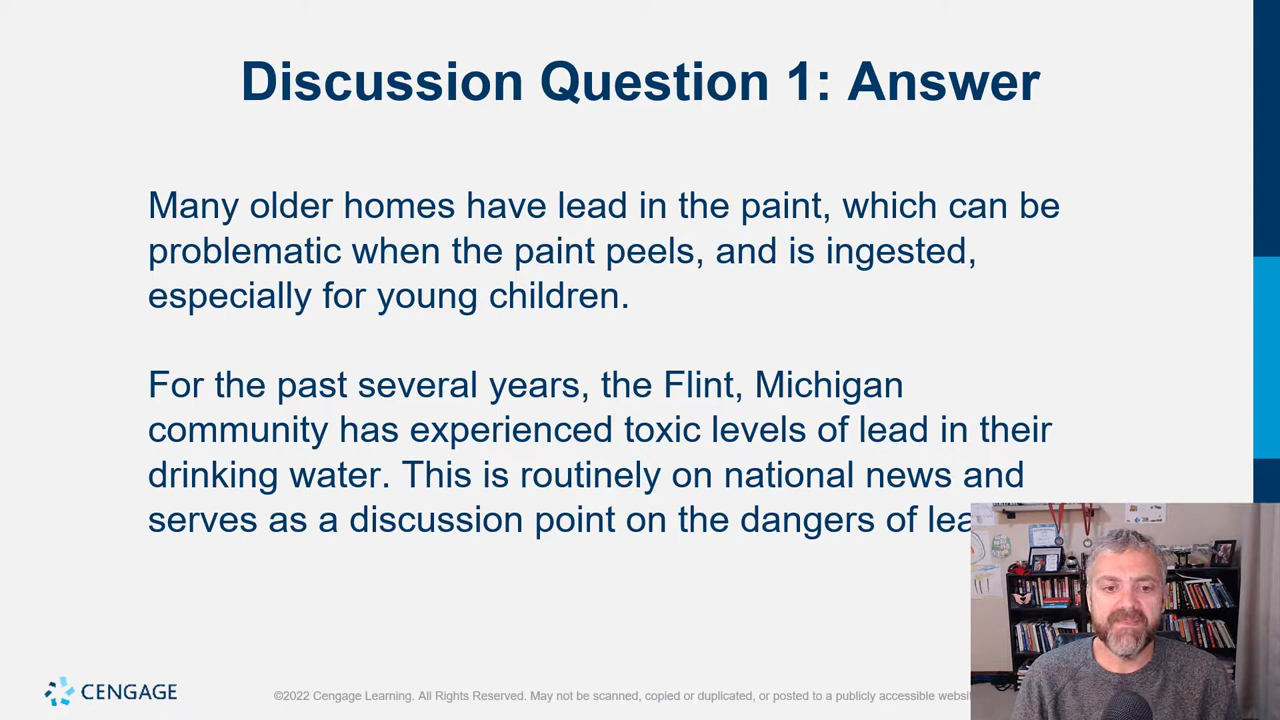 Discussion Question 1: Answer
Many older homes have lead in the paint, which can be
problematic when the paint peels, and is ingested,
especially for young children.
For the past several years, the Flint, Michigan
community has experienced toxic levels of lead in their
drinking water. This is routinely on national news and
serves as a discussion point on the dangers of
CENGAGE
©2022 Cengage Learning. All Rights Reserved. May not be scanned, copied or duplicated, or posted to a publicly accessible